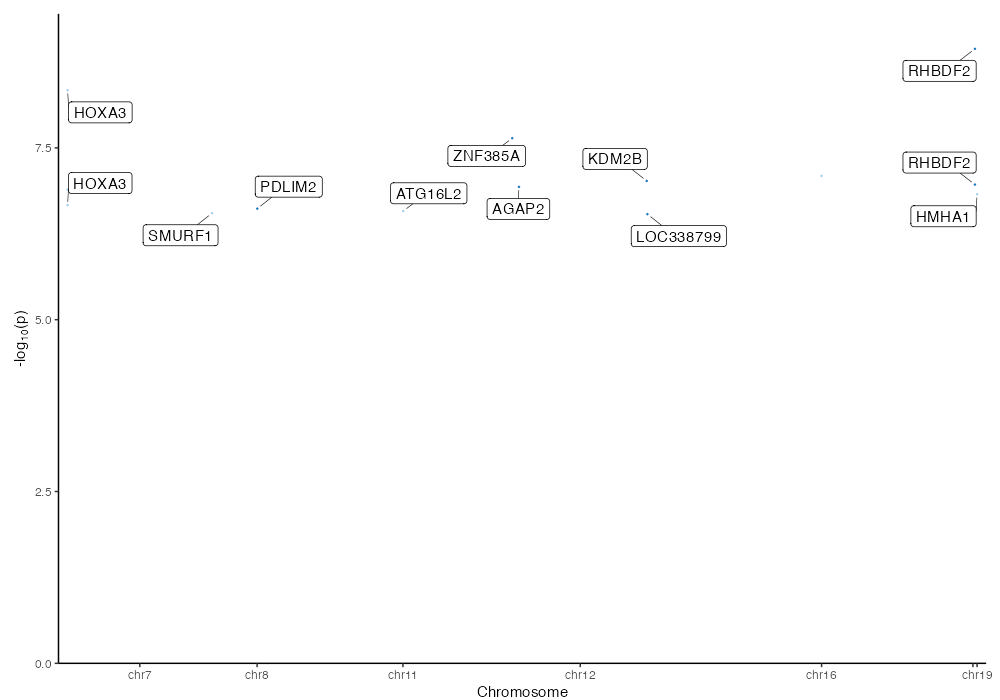 RHBDF2
HOXA3
7.5
ZNF385A
KDM2B
RHBDF2
HOXA3
PDLIM2
ATG16L2
AGAP2
HMHA1
SMURF1
LOC338799
-log10(p)
5.0
2.5
0.0
chr7 chr8 chr11 chr12 chr16 chr19
Chromosome